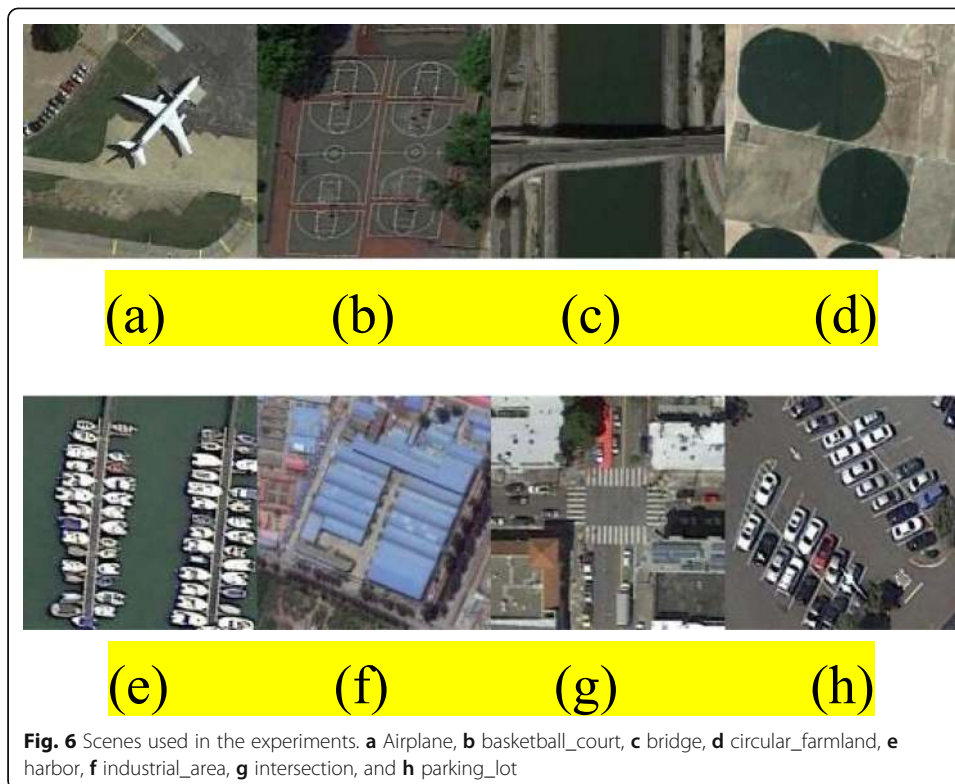 (a) (b) (c) (d)
(e) (f) (g) (h)
Fig. 6 Scenes used in the experiments. a Airplane, b basketball_court, c bridge, d circular_farmland, e
harbor, f industrial_area, g intersection, and h parking_lot